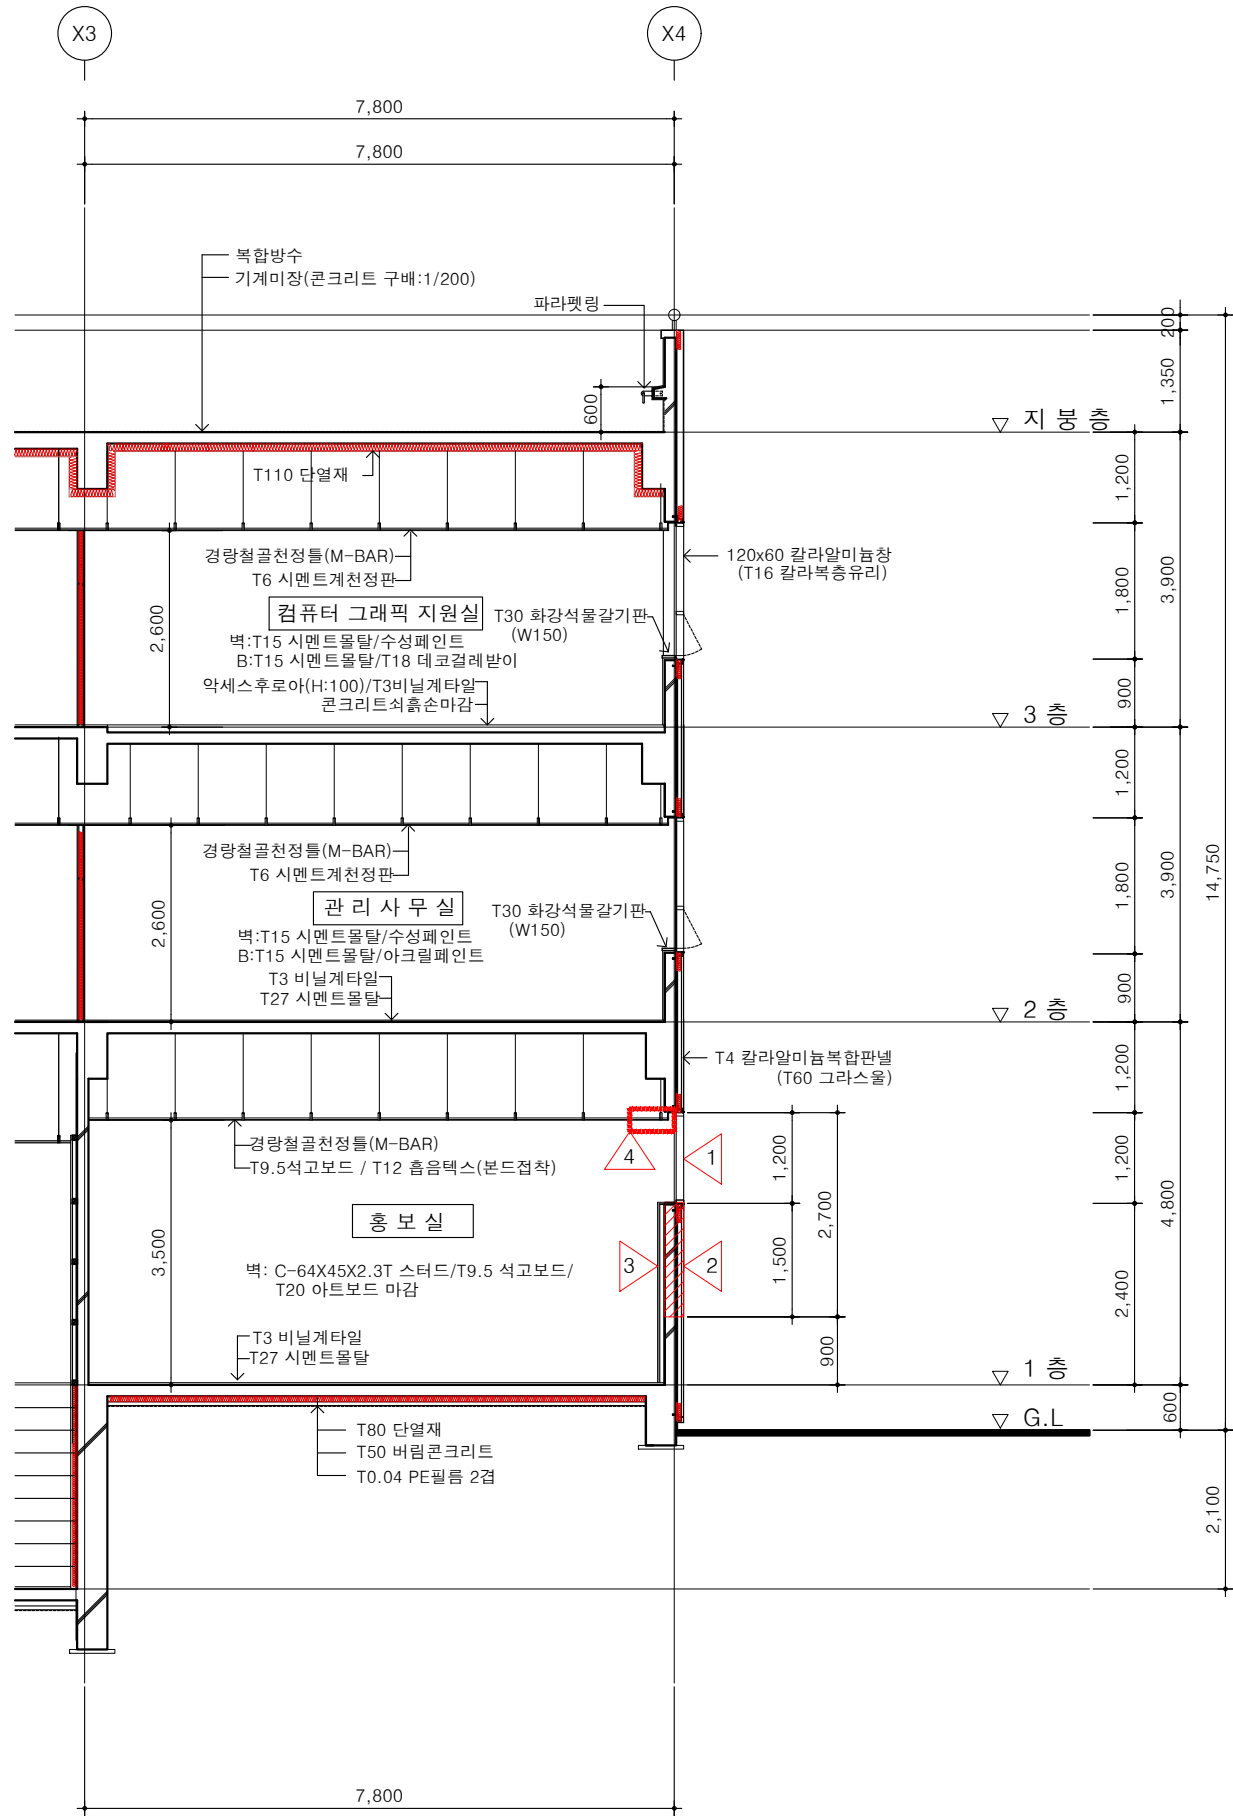 X3
X4
7,800
7,800
복합방수
기계미장(콘크리트 구배:1/200)
파라펫링
200
1,350
600
지 붕 층
T110 단열재
1,200
경량철골천정틀(M-BAR)
T6 시멘트계천정판
120x60 칼라알미늄창
(T16 칼라복층유리)
컴퓨터 그래픽 지원실
T30 화강석물갈기판
(W150)
2,600
1,800
3,900
벽:T15 시멘트몰탈/수성페인트
B:T15 시멘트몰탈/T18 데코걸레받이
악세스후로아(H:100)/T3비닐계타일
콘크리트쇠흙손마감
900
3 층
1,200
경량철골천정틀(M-BAR)
T6 시멘트계천정판
관 리 사 무 실
T30 화강석물갈기판
(W150)
2,600
1,800
3,900
14,750
벽:T15 시멘트몰탈/수성페인트
B:T15 시멘트몰탈/아크릴페인트
T3 비닐계타일
T27 시멘트몰탈
900
2 층
T4 칼라알미늄복합판넬
(T60 그라스울)
1,200
경량철골천정틀(M-BAR)
T9.5석고보드 / T12 흡음텍스(본드접착)
4
1
1,200
1,200
2,700
4,800
홍 보 실
3,500
벽: C-64X45X2.3T 스터드/T9.5 석고보드/
T20 아트보드 마감
3
2
1,500
2,400
T3 비닐계타일
T27 시멘트몰탈
900
1 층
600
G.L
T80 단열재
T50 버림콘크리트
T0.04 PE필름 2겹
2,100
7,800